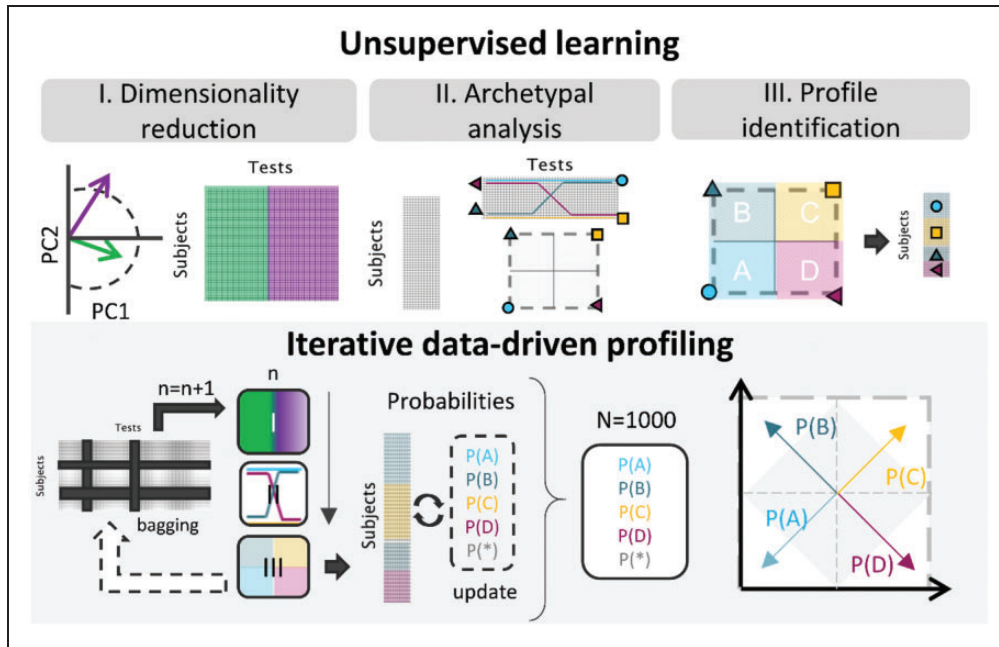 Unsupervised learning
I. Dimensionality
reduction
II. Archetypal
analysis
III. Profile
identification
PC2
PC1
Tests
Subjects
Tests
Subjects
B
C
A
D
Subjects
Iterative data-driven profiling
n=n+1
n
Tests
Subjects
bagging
I
II
III
Probabilities
Subjects
P(A)
P(B)
P(C)
P(D)
P(*)
update
N=1000
P(A)
P(B)
P(C)
P(D)
P(*)
P(B)
P(C)
P(A)
P(D)